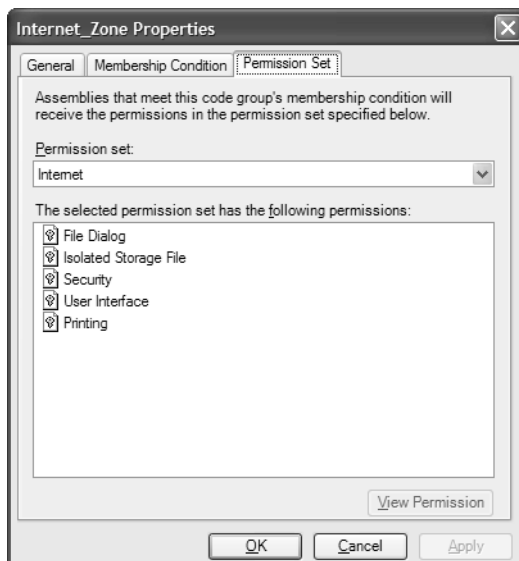 Internet_Zone Properties
General
Membership Condition
Permission Set
Assemblies that meet this code group's membership condition will
receive the permissions in the permission set specified below.
Permission set:
Internet
The selected permission set has the following permissions:
File Dialog
Isolated Storage File
Security
User Interface
Printing
View Permission
OK
Cancel
Apply